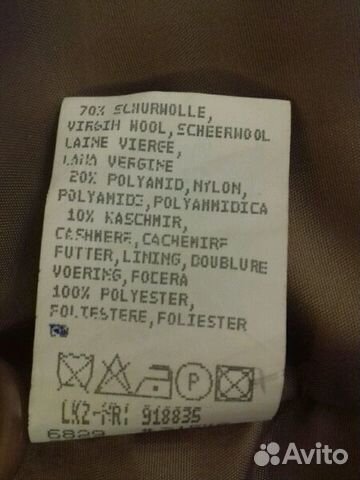 70% SCHURWOLLE,
VIRGIN WOOL,SCHEERWOOL
LAINE VIERGE,
LANA VERGINE
20% POLYAMID,NYLON,
POLYAMIDE,POLYAMMIDICA
10% KASCHMIR,
CASHMERE,CACHEMIRE
FUTTER,LINING,DOUBLURE
VOERING,FODERA
100% POLYESTER,
POLIESTERE,POLIESTER
P
LKZ-NR: 918835
6829
Avito